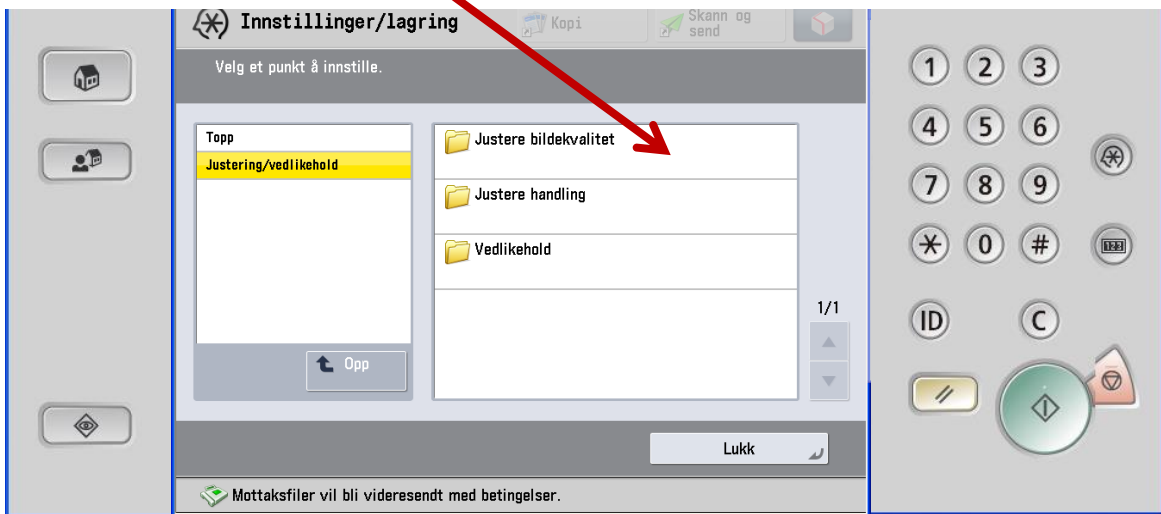 Innstillinger/lagring
Kopi
Skann og
send
Velg et punkt å innstille.
Topp
Justering/vedlikehold
Opp
Justere bildekvalitet
Justere handling
Vedlikehold
1/1
Lukk
Mottaksfiler vil bli videresendt med betingelser.
1 2 3
4 5 6
7 8 9
* 0 #
123
ID C